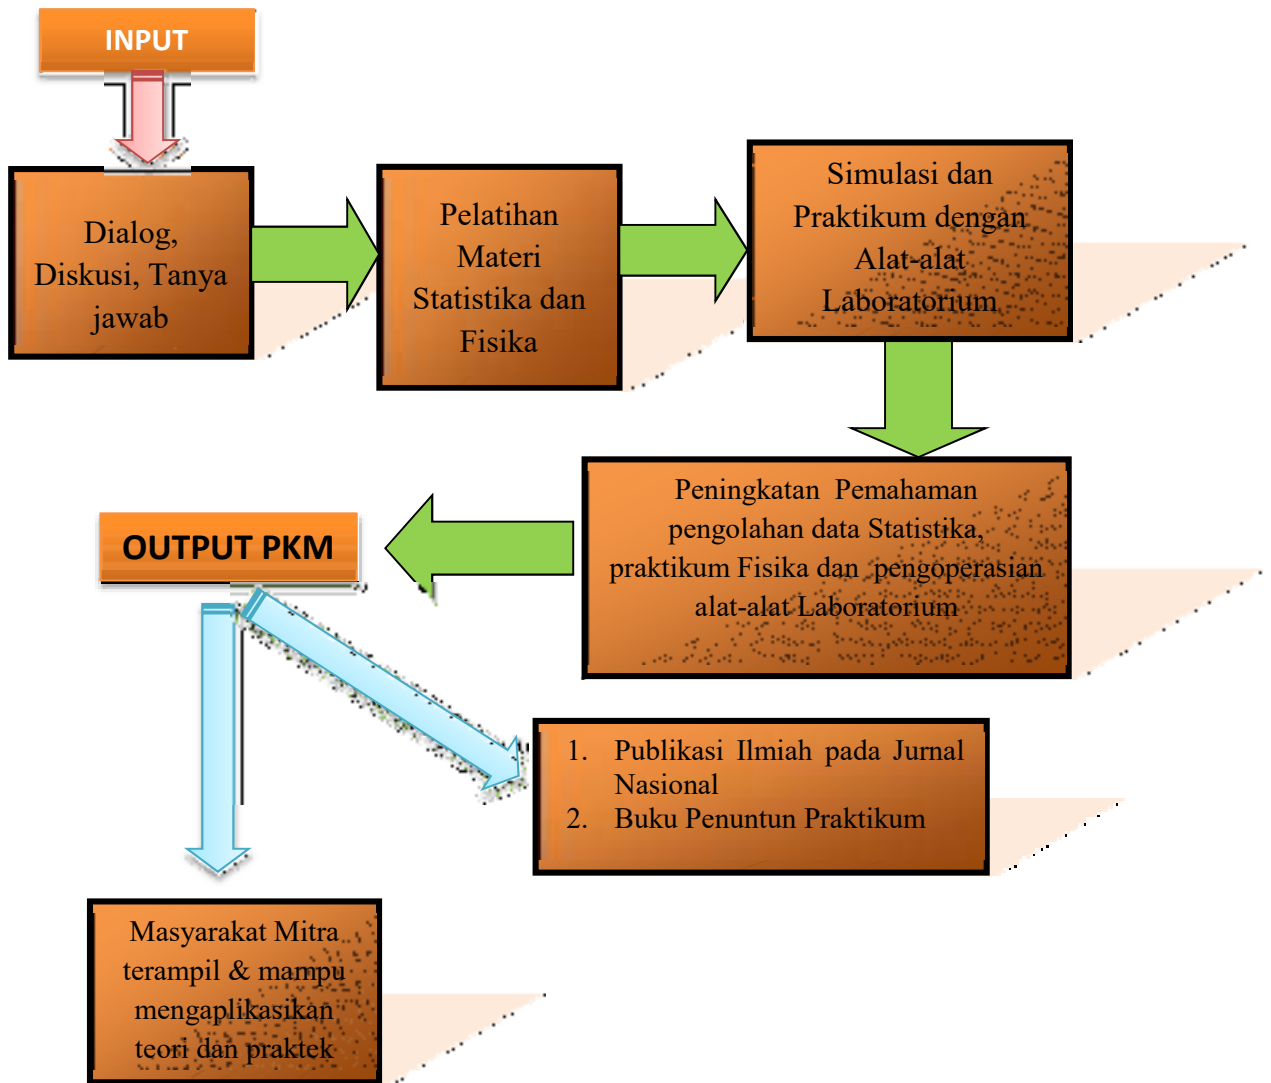 INPUT
Dialog,
Diskusi, Tanya
jawab
Pelatihan
Materi
Statistika dan
Fisika
Simulasi dan
Praktikum dengan
Alat-alat
Laboratorium
Peningkatan Pemahaman
pengolahan data Statistika,
praktikum Fisika dan pengoperasian
alat-alat Laboratorium
OUTPUT PKM
1. Publikasi Ilmiah pada Jurnal
Nasional
2. Buku Penuntun Praktikum
Masyarakat Mitra
terampil & mampu
mengaplikasikan
teori dan praktek